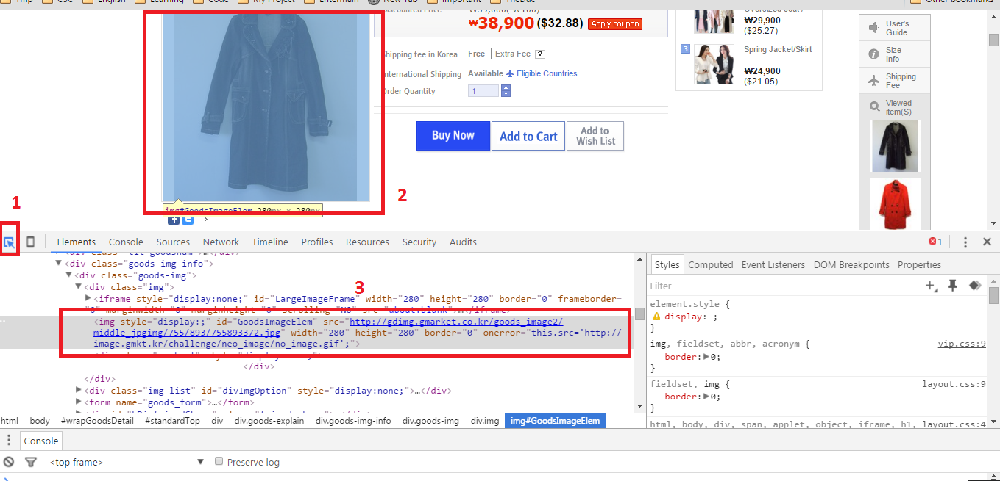 Tmp CSC English Learning Code My Project Entertain New Tab Important TheDuc Other bookmarks
Discounted Price ₩39,000(₩100)
₩38,900 ($32.88) Apply coupon
Shipping fee in Korea Free Extra Fee ?
International Shipping Available Eligible Countries
Order Quantity 1
Buy Now Add to Cart Add to
Wish List
₩29,900
($25.27)
3 Spring Jacket/Skirt
₩24,900
($21.05)
User's
Guide
Size
Info
Shipping
Fee
Viewed
item(S)
1
2
img#GoodsImageElem 280px × 280px
Elements Console Sources Network Timeline Profiles Resources Security Audits 1
<div class="tit-goodsnam">…</div>
<div class="goods-img-info">
<div class="goods-img">
<div class="img">
3
<iframe style="display:none;" id="LargeImageFrame" width="280" height="280" border="0" frameborder=
"0" marginwidth="0" marginheight="0" scrolling="NO" src="about:blank">…</iframe>
<img style="display:;" id="GoodsImageElem" src="http://gdimg.gmarket.co.kr/goods_image2/
middle_jpgimg/755/893/755893372.jpg" width="280" height="280" border="0" onerror="this.src='http://
image.gmkt.kr/challenge/neo_image/no_image.gif';">
<div class="control" style="display:none;">
</div>
</div>
<div class="img-list" id="divImgOption" style="display:none;">…</div>
<form name="goods_form">…</form>
<div id="hDivfriendShare" class="friend-share">…</div>
html body #wrapGoodsDetail #standardTop div div.goods-explain div.goods-img-info div.goods-img div.img img#GoodsImageElem
Styles Computed Event Listeners DOM Breakpoints Properties
Filter
element.style {
display: ;
}
img, fieldset, abbr, acronym { vip.css:9
border:▶0;
}
fieldset, img { layout.css:9
border:▶0;
}
html, body, div, span, applet, object, iframe, h1, layout.css:4
Console
<top frame> Preserve log